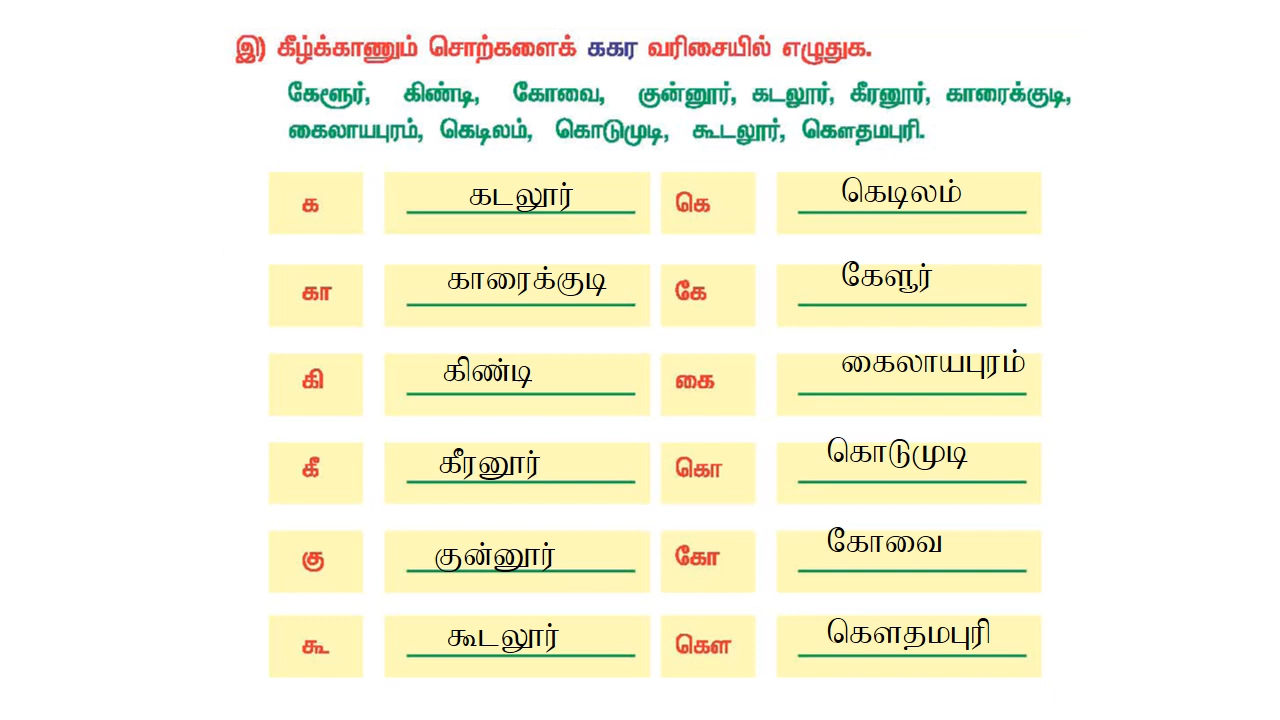 இ) கீழ்க்காணும் சொற்களைக் ககர வரிசையில் எழுதுக.
கேளூர், கிண்டி, கோவை, குன்னூர், கடலூர், கீரனூர், காரைக்குடி,
கைலாயபுரம், கெடிலம், கொடுமுடி, கூடலூர், கௌதமபுரி.
க கடலூர் கெ கெடிலம்
கா காரைக்குடி கே கேளூர்
கி கிண்டி கை கைலாயபுரம்
கீ கீரனூர் கொ கொடுமுடி
கு குன்னூர் கோ கோவை
கூ கூடலூர் கௌ கௌதமபுரி